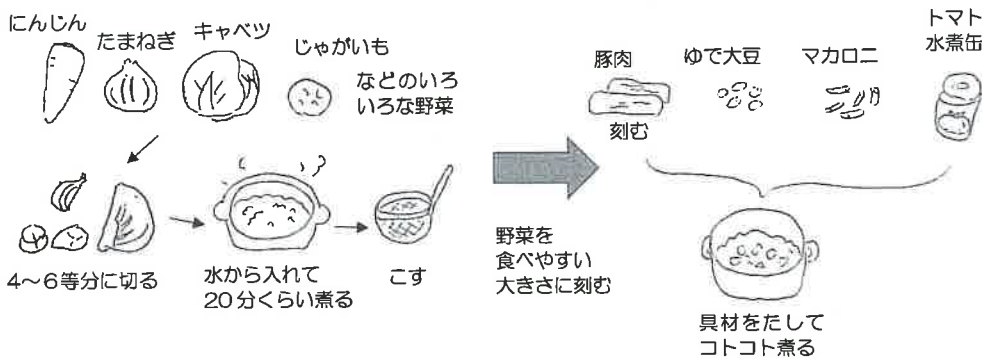 にんじん
たまねぎ
キャベツ
じゃがいも
などのいろ
いろな野菜
4～6等分に切る
水から入れて
20分くらい煮る
こす
野菜を
食べやすい
大きさに刻む
豚肉
刻む
ゆで大豆
マカロニ
トマト
水煮缶
具材をたして
コトコト煮る